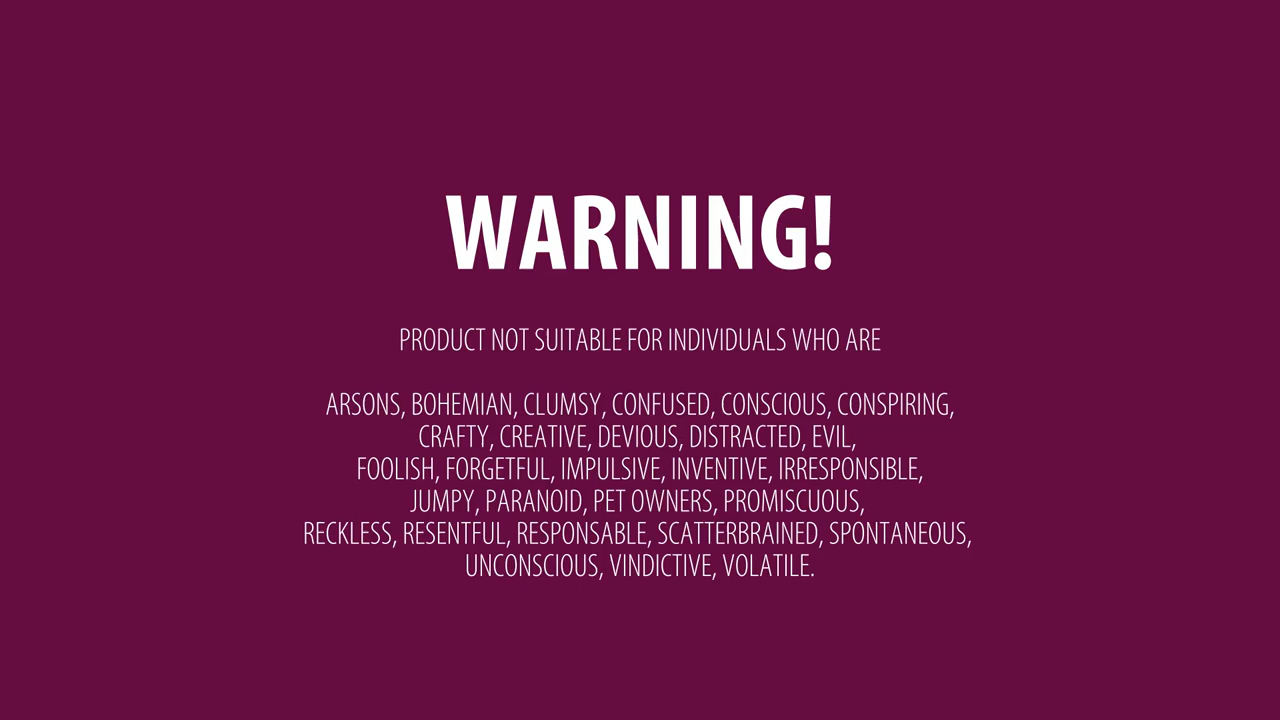 WARNING!
PRODUCT NOT SUITABLE FOR INDIVIDUALS WHO ARE
ARSONS, BOHEMIAN, CLUMSY, CONFUSED, CONSCIOUS, CONSPIRING,
CRAFTY, CREATIVE, DEVIOUS, DISTRACTED, EVIL,
FOOLISH, FORGETFUL, IMPULSIVE, INVENTIVE, IRRESPONSIBLE,
JUMPY, PARANOID, PET OWNERS, PROMISCUOUS,
RECKLESS, RESENTFUL, RESPONSABLE, SCATTERBRAINED, SPONTANEOUS,
UNCONSCIOUS, VINDICTIVE, VOLATILE.